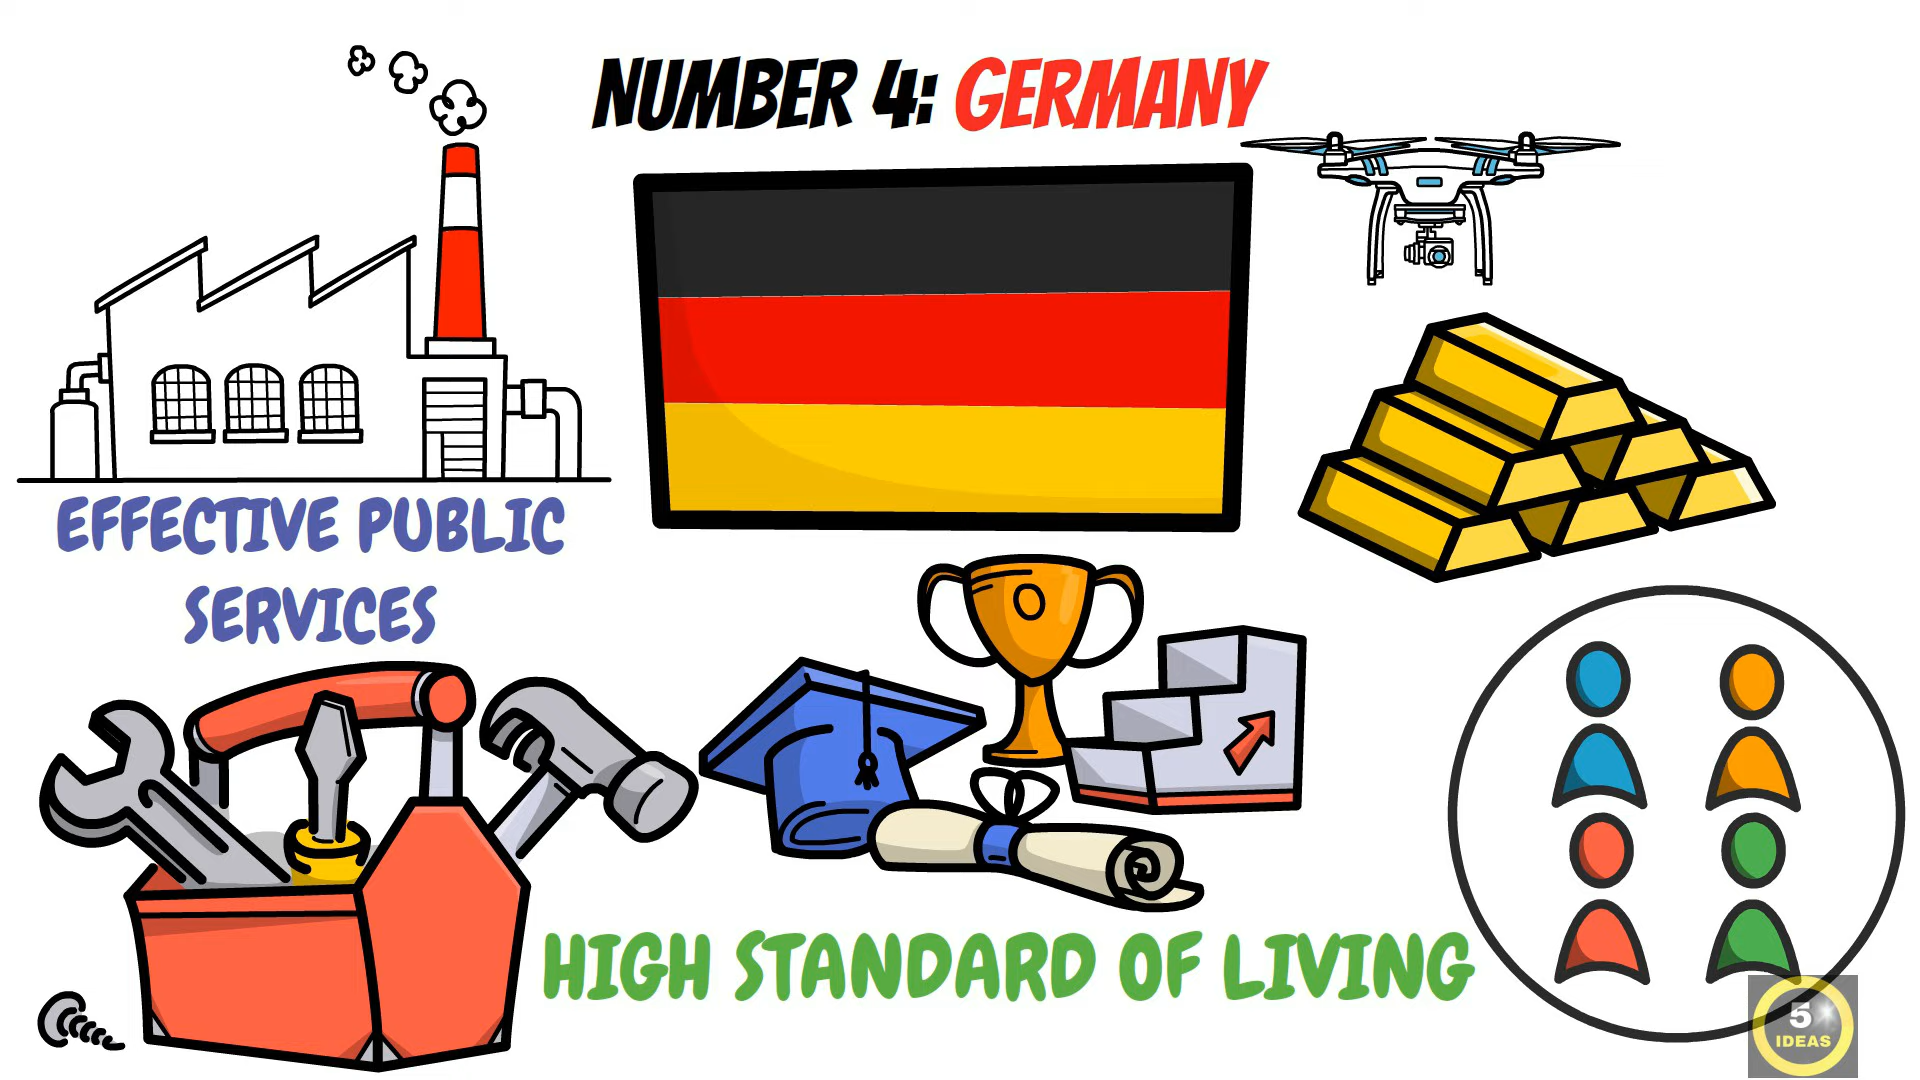 NUMBER 4: GERMANY
EFFECTIVE PUBLIC
SERVICES
HIGH STANDARD OF LIVING
5
IDEAS